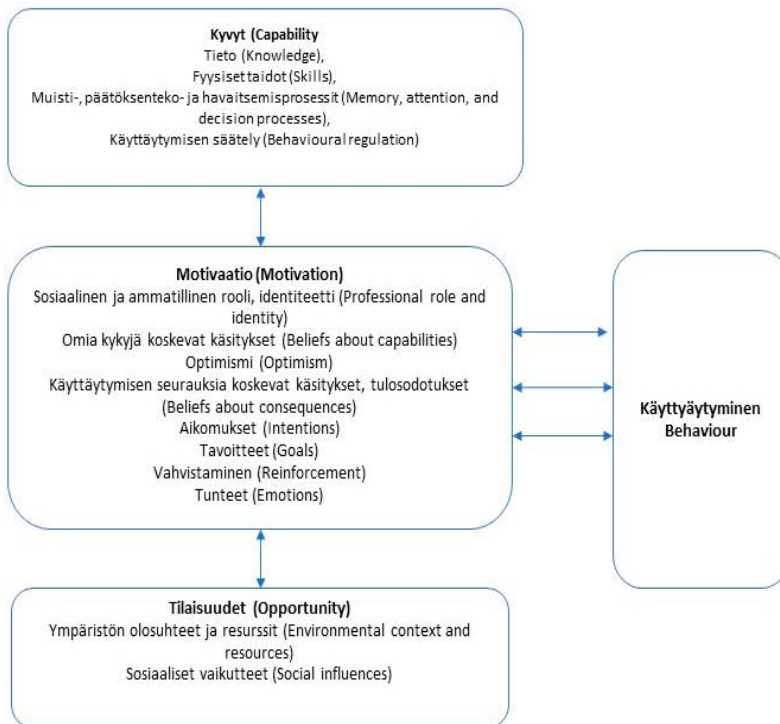 Kyvyt (Capability
Tieto (Knowledge),
Fyysiset taidot (Skills),
Muisti-, päätöksenteko- ja havaitsemisprosessit (Memory, attention, and
decision processes),
Käyttäytymisen säätely (Behavioural regulation)
Motivaatio (Motivation)
Sosiaalinen ja ammatillinen rooli, identiteetti (Professional role and
identity)
Omia kykyjä koskevat käsitykset (Beliefs about capabilities)
Optimismi (Optimism)
Käyttäytymisen seurauksia koskevat käsitykset, tulosodotukset
(Beliefs about consequences)
Aikomukset (Intentions)
Tavoitteet (Goals)
Vahvistaminen (Reinforcement)
Tunteet (Emotions)
Käyttyäytyminen
Behaviour
Tilaisuudet (Opportunity)
Ympäristön olosuhteet ja resurssit (Environmental context and
resources)
Sosiaaliset vaikutteet (Social influences)